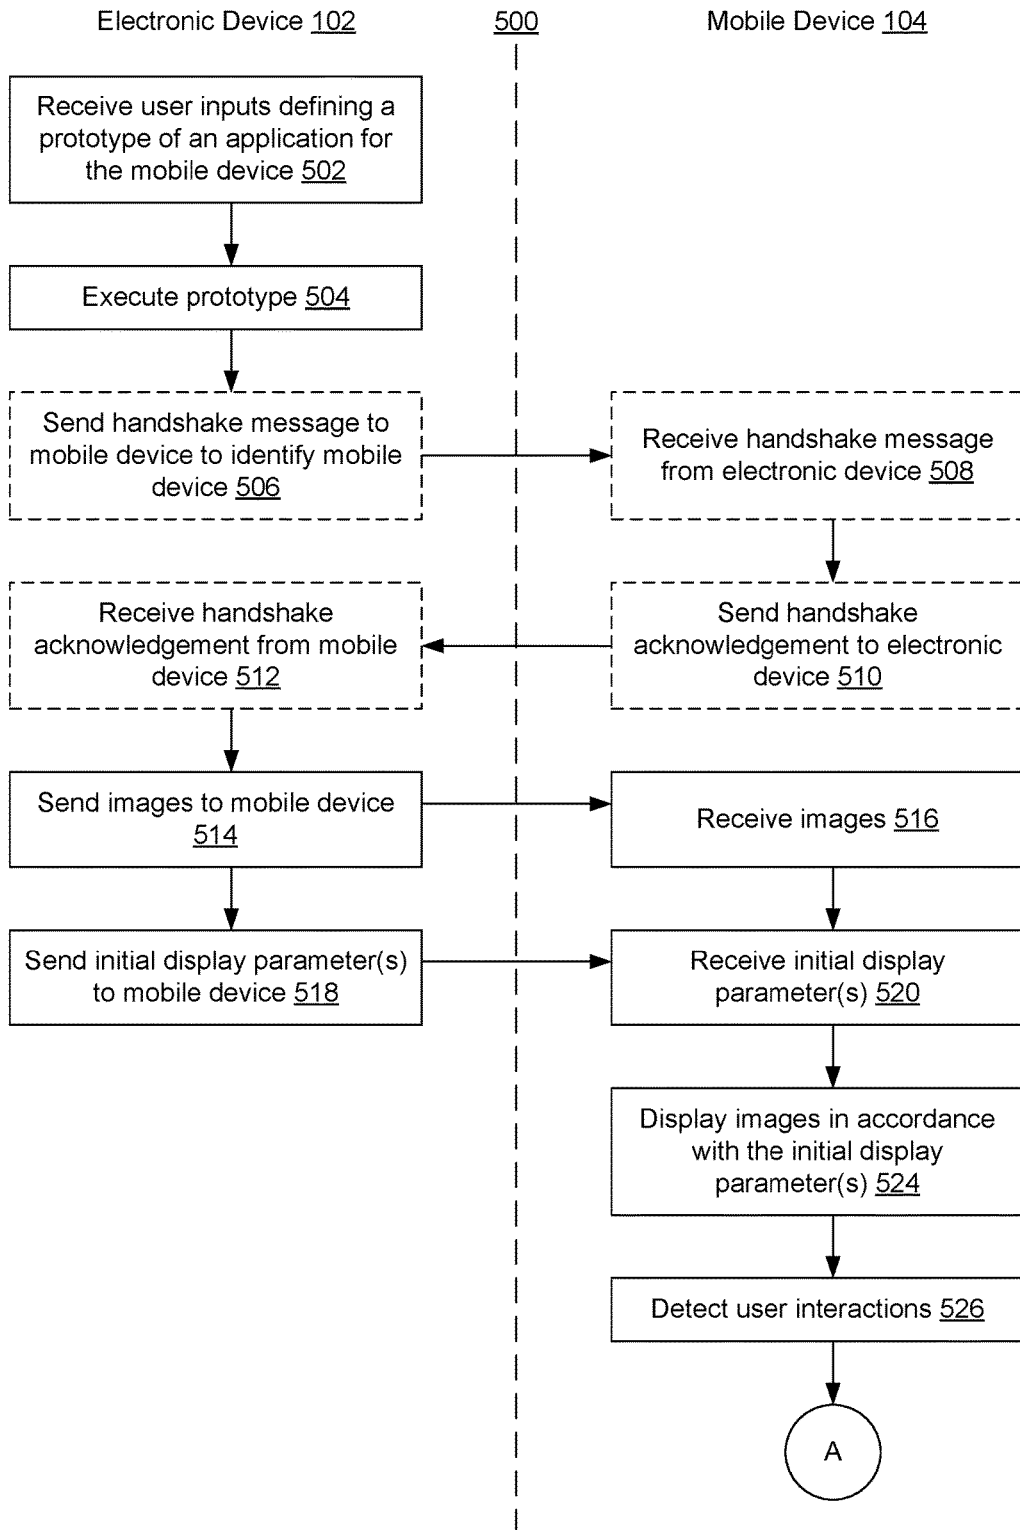 Electronic Device 102
500
Mobile Device 104
Receive user inputs defining a
prototype of an application for
the mobile device 502
Execute prototype 504
Send handshake message to
mobile device to identify mobile
device 506
Receive handshake message
from electronic device 508
Receive handshake
acknowledgement from mobile
device 512
Send handshake
acknowledgement to electronic
device 510
Send images to mobile device
514
Receive images 516
Send initial display parameter(s)
to mobile device 518
Receive initial display
parameter(s) 520
Display images in accordance
with the initial display
parameter(s) 524
Detect user interactions 526
A